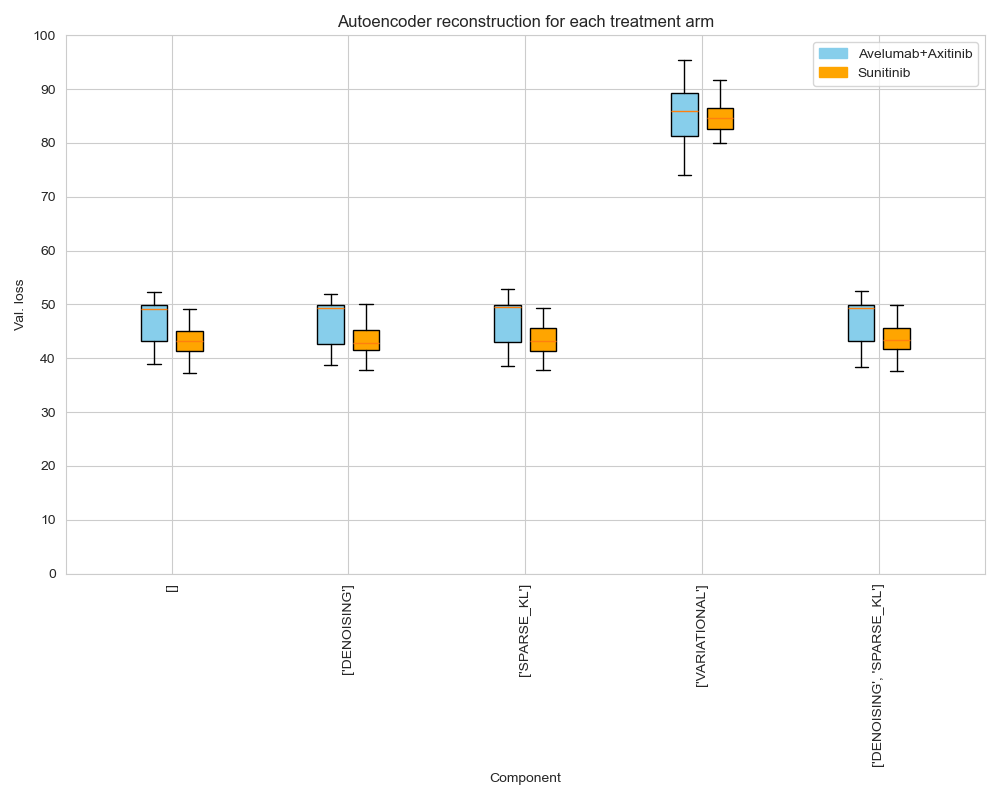 Autoencoder reconstruction for each treatment arm
Avelumab+Axitinib
Sunitinib
Val. loss
100
90
80
70
60
50
40
30
20
10
0
[]
['DENOISING']
['SPARSE_KL']
['VARIATIONAL']
['DENOISING', 'SPARSE_KL']
Component